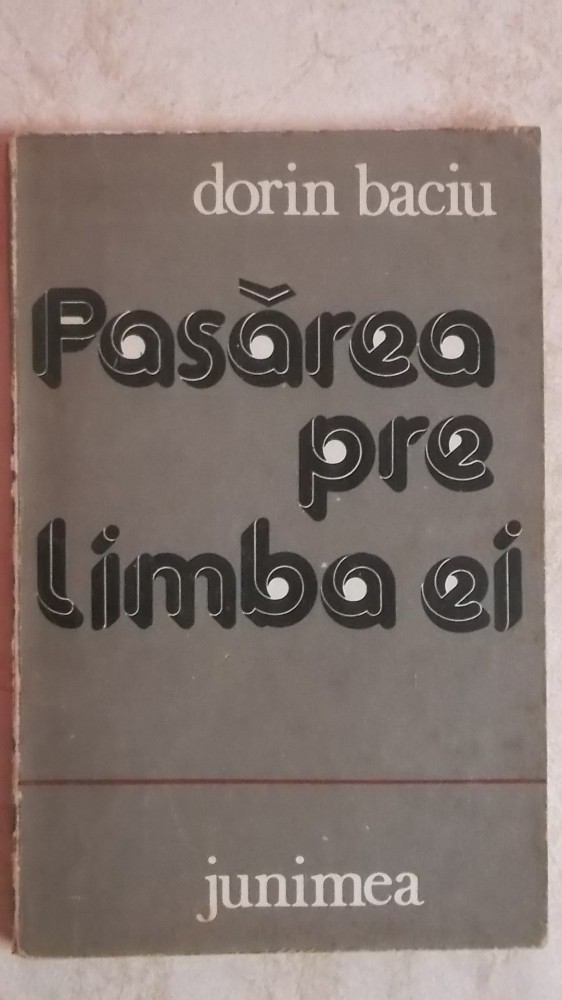 dorin baciu
Pasărea
pre
limba ei
junimea